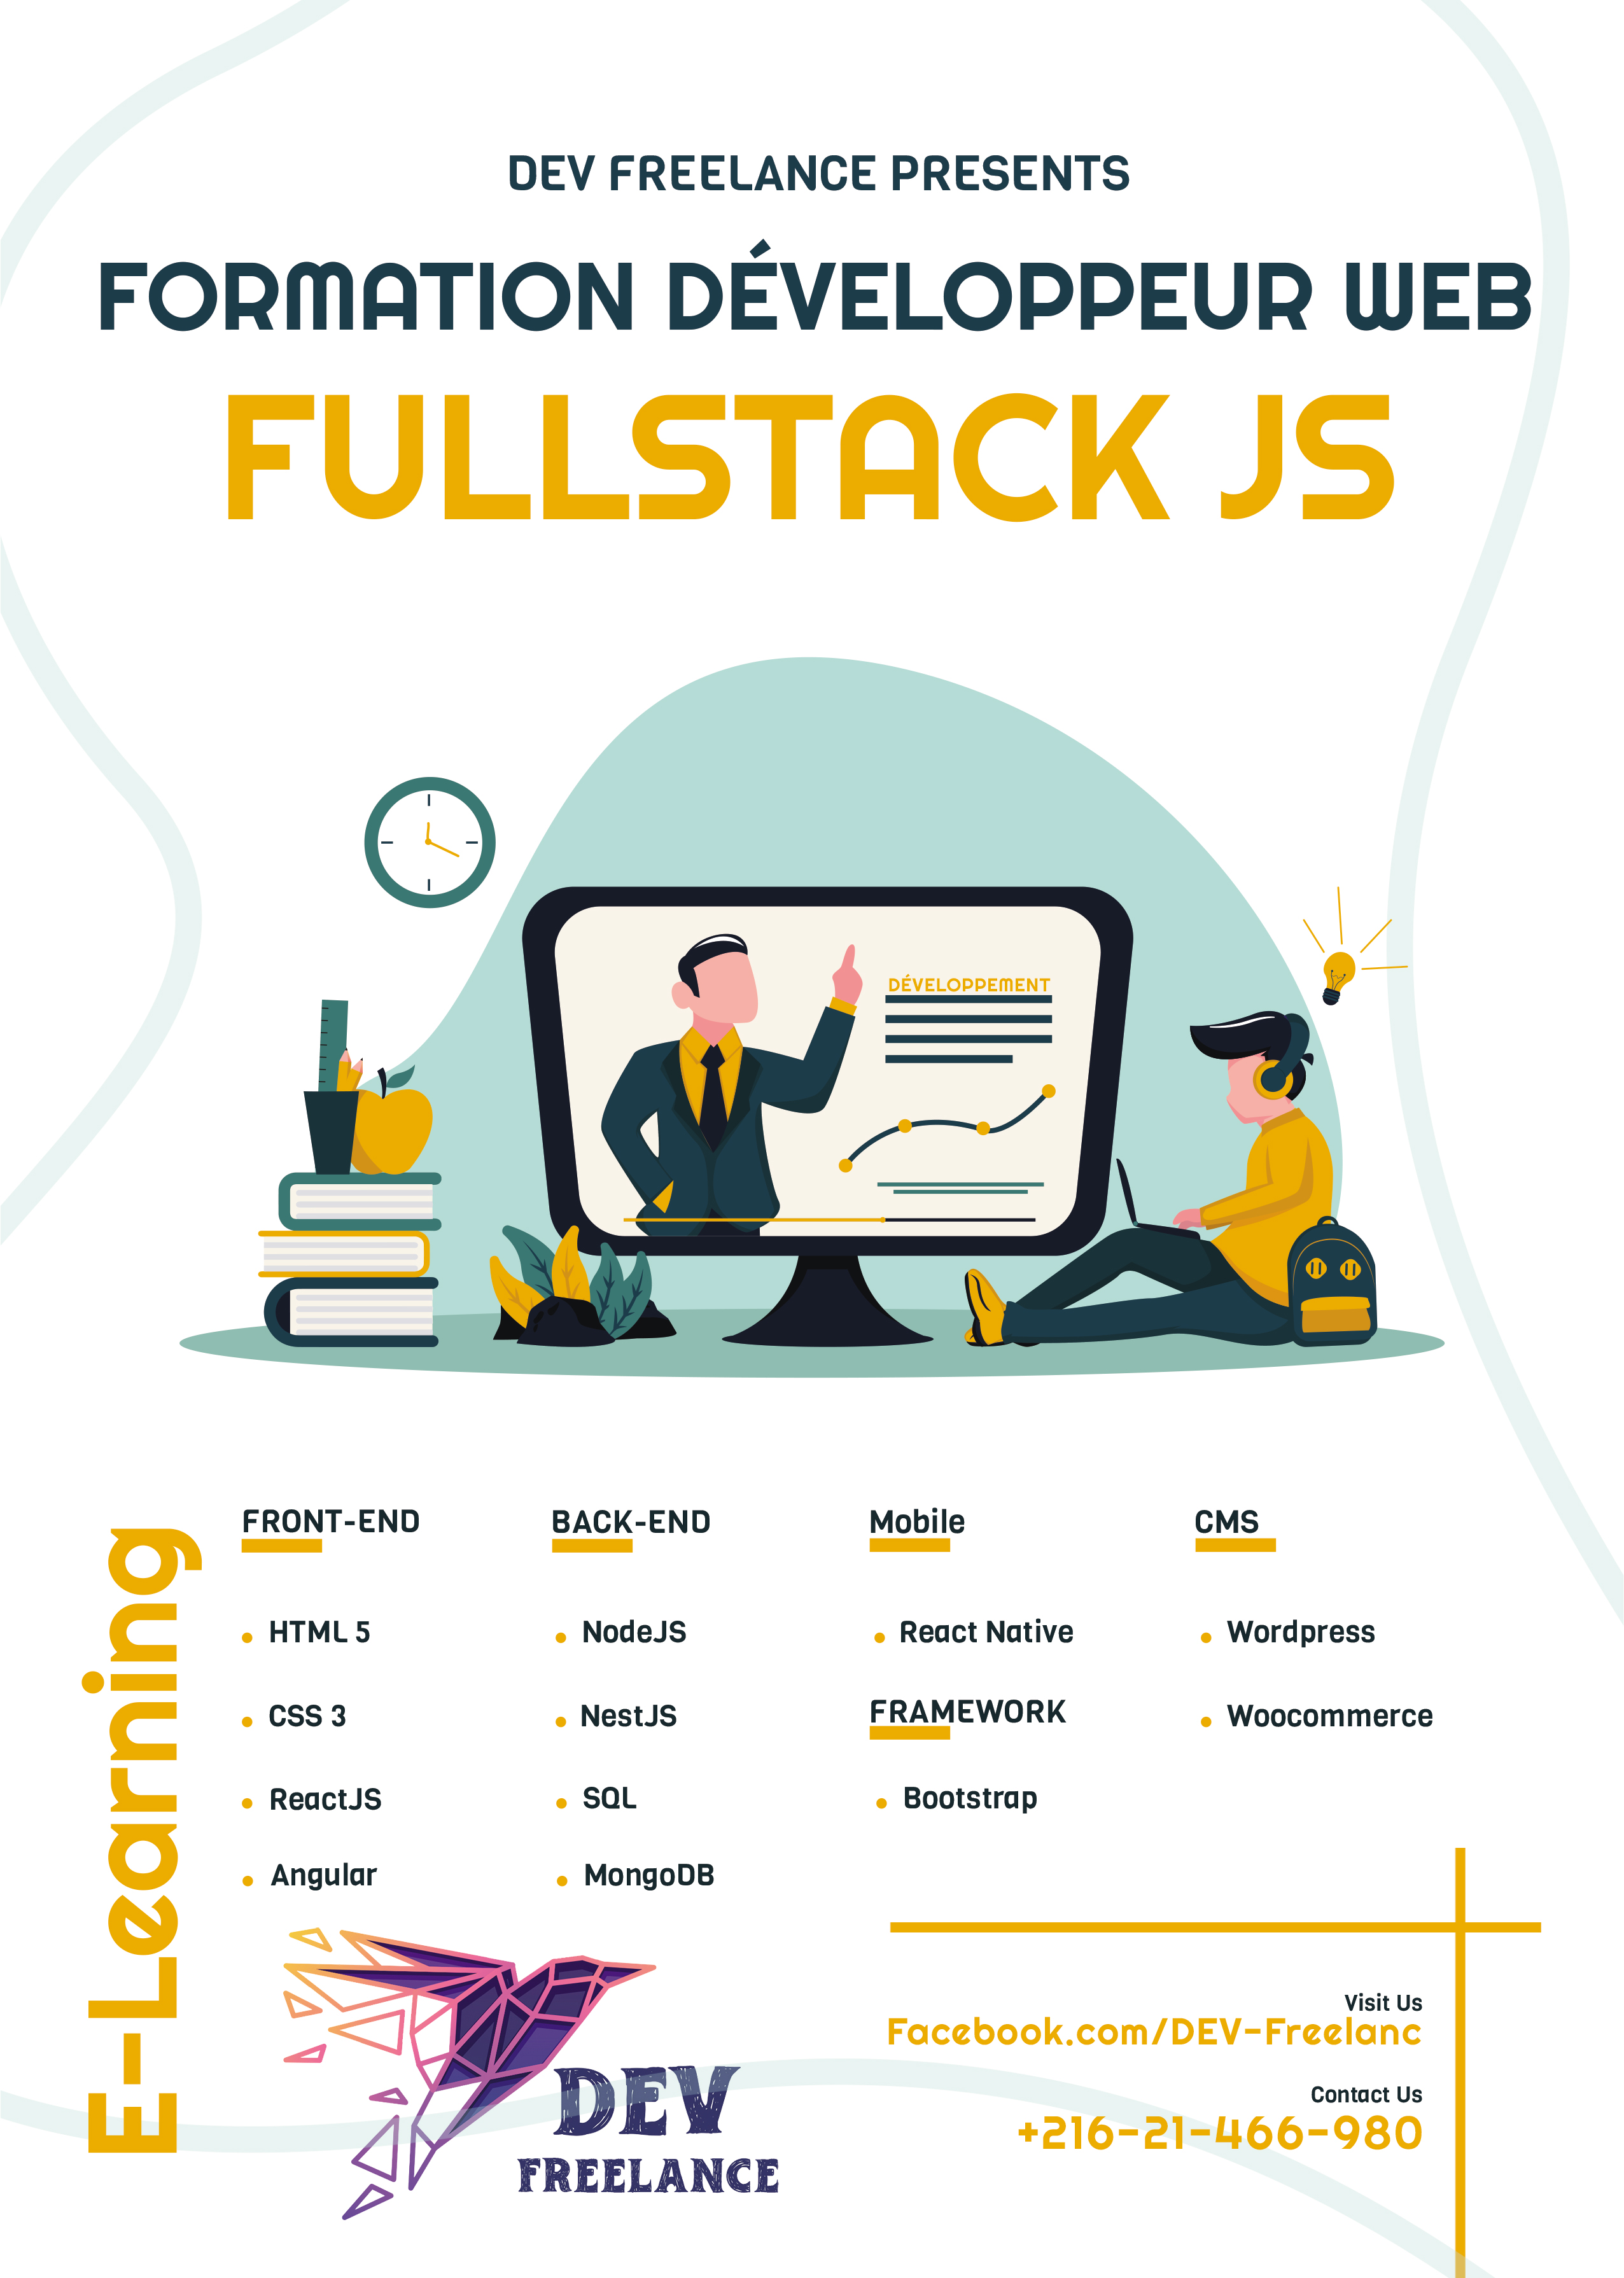 DEV FREELANCE PRESENTS
FORMATION DÉVELOPPEUR WEB
FULLSTACK JS
DÉVELOPPEMENT
E-Learning
FRONT-END
HTML 5
CSS 3
ReactJS
Angular
BACK-END
NodeJS
NestJS
SQL
MongoDB
Mobile
React Native
FRAMEWORK
Bootstrap
CMS
Wordpress
Woocommerce
DEV
FREELANCE
Visit Us
Facebook.com/DEV-Freelanc
Contact Us
+216-21-466-980